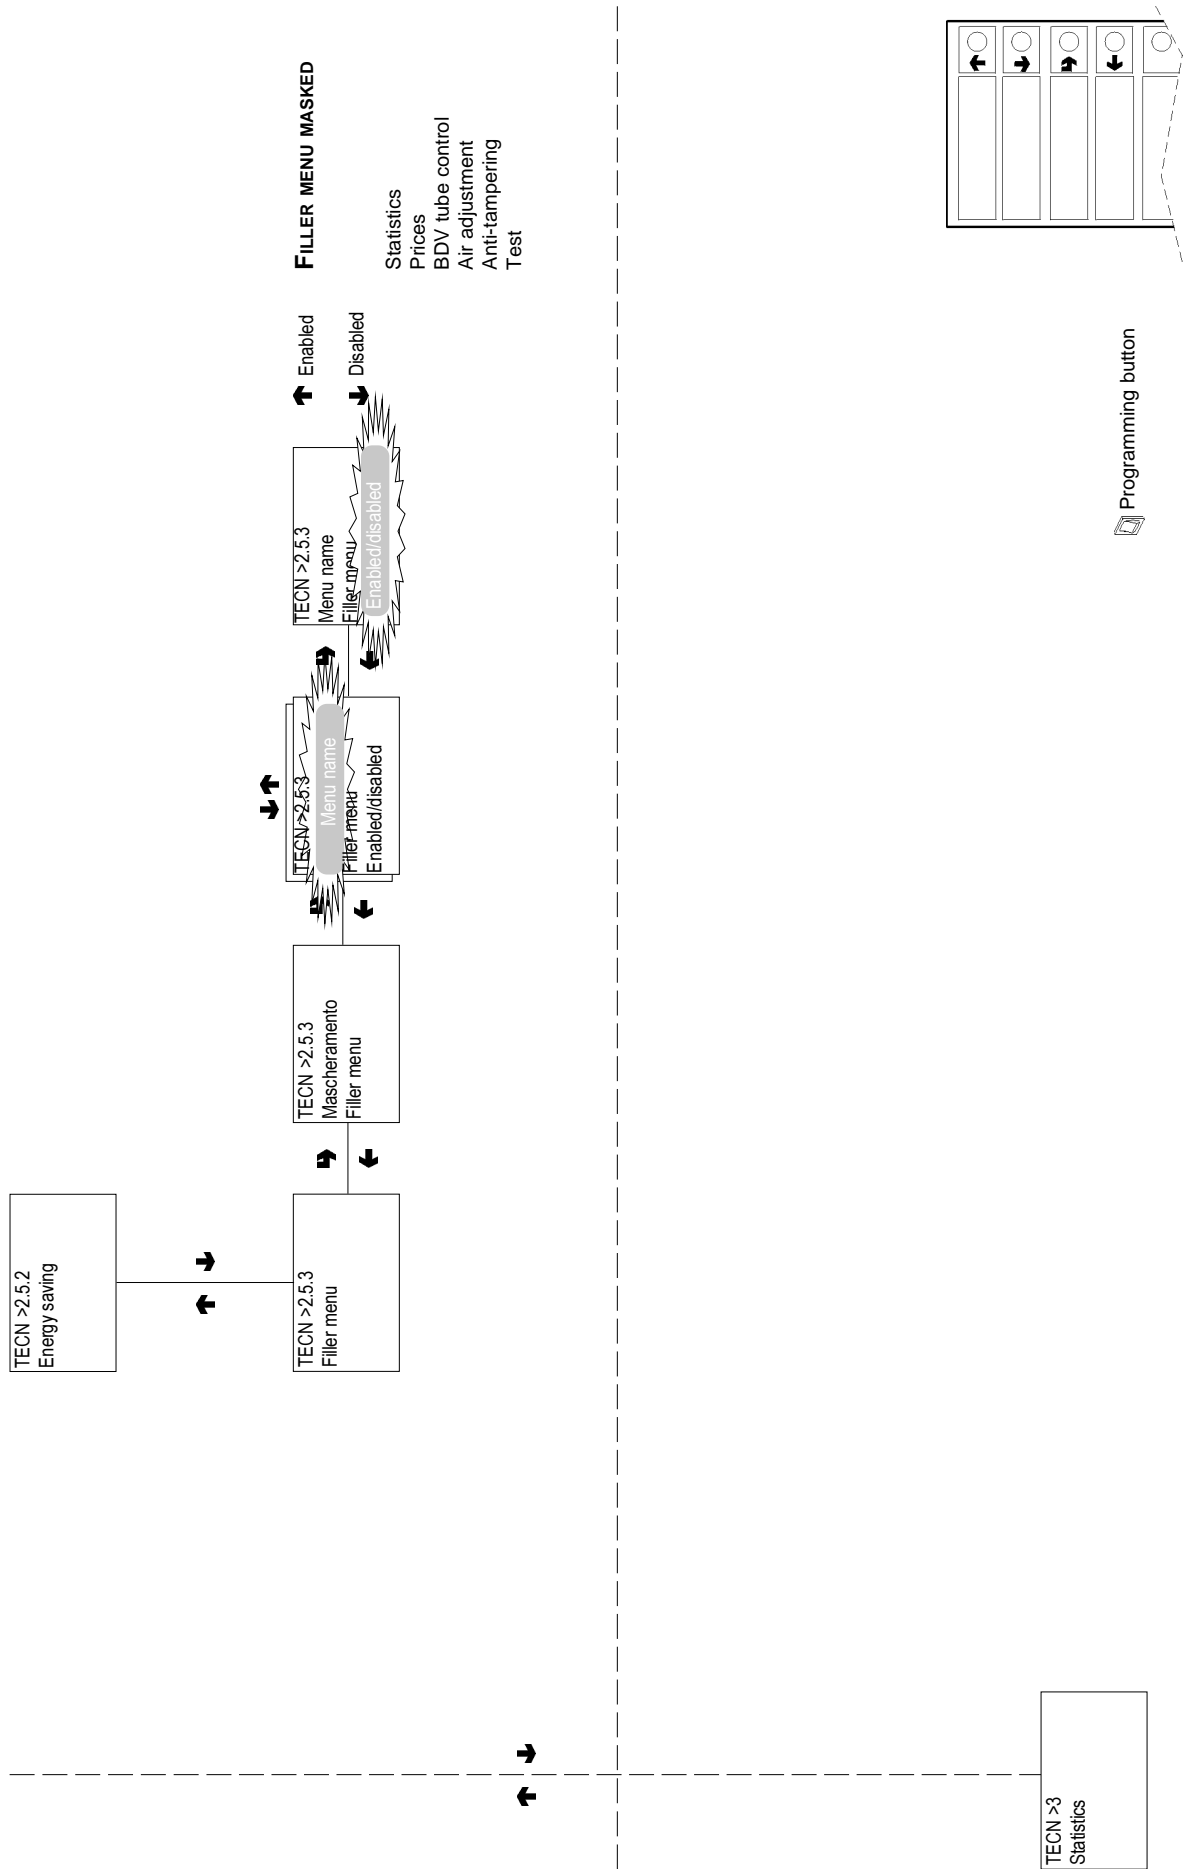 TECN >2.5.2
Energy saving
TECN >2.5.3
Filler menu
TECN >2.5.3
Mascheramento
Filler menu
TECN >2.5.3
Menu name
Filler menu
Enabled/disabled
TECN >2.5.3
Menu name
Filler menu
Enabled/disabled
Enabled
Disabled
FILLER MENU MASKED
Statistics
Prices
BDV tube control
Air adjustment
Anti-tampering
Test
TECN >3
Statistics
Programming button